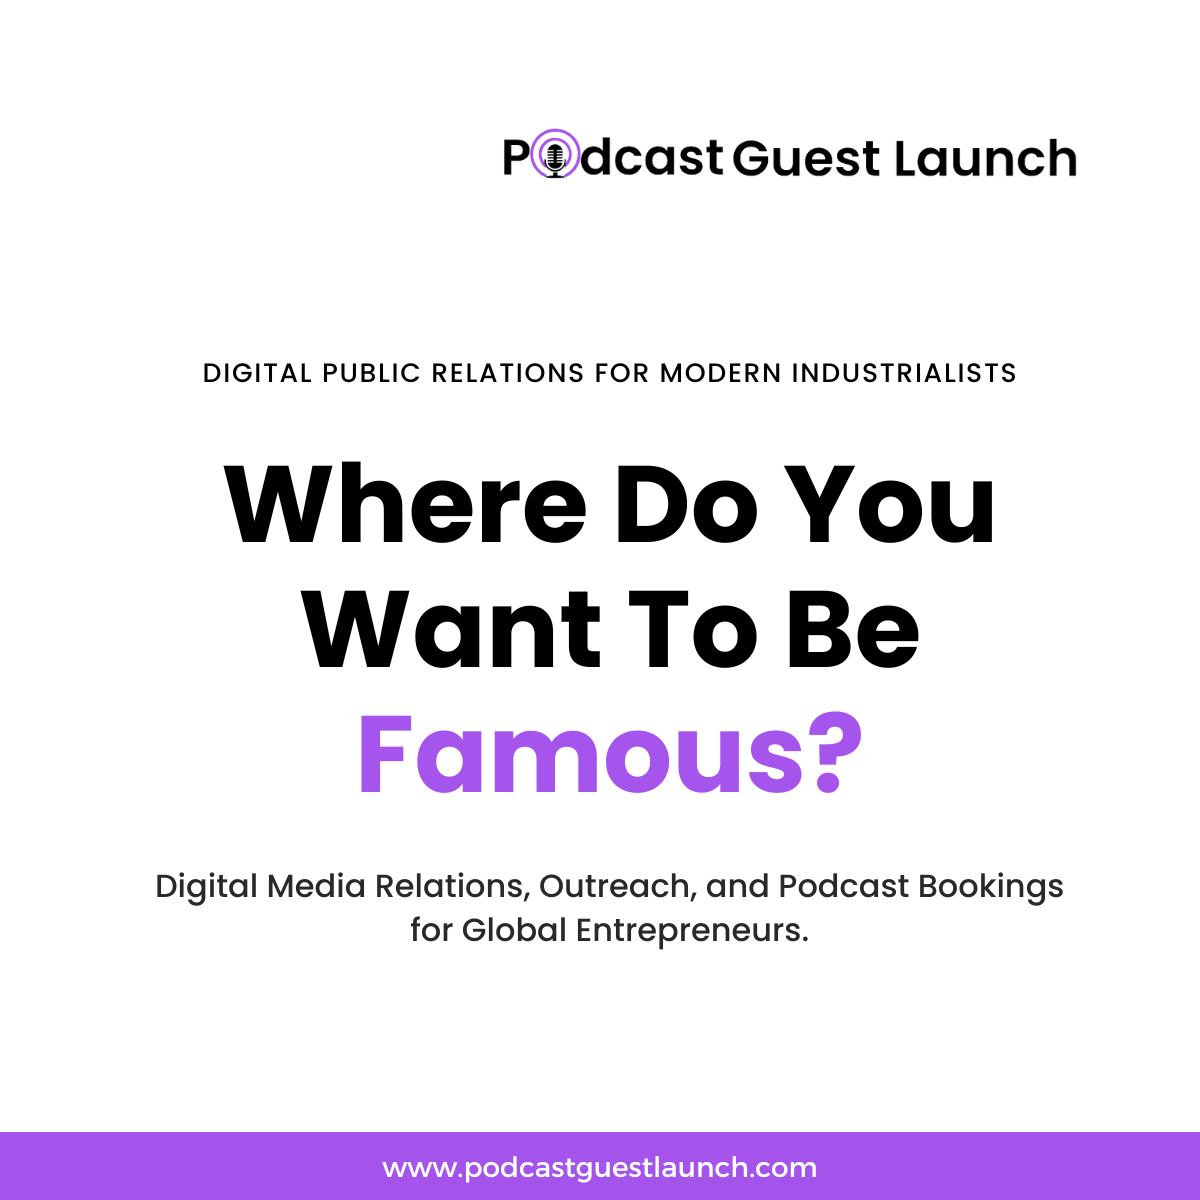 Podcast Guest Launch
DIGITAL PUBLIC RELATIONS FOR MODERN INDUSTRIALISTS
Where Do You
Want To Be
Famous?
Digital Media Relations, Outreach, and Podcast Bookings
for Global Entrepreneurs.
www.podcastguestlaunch.com